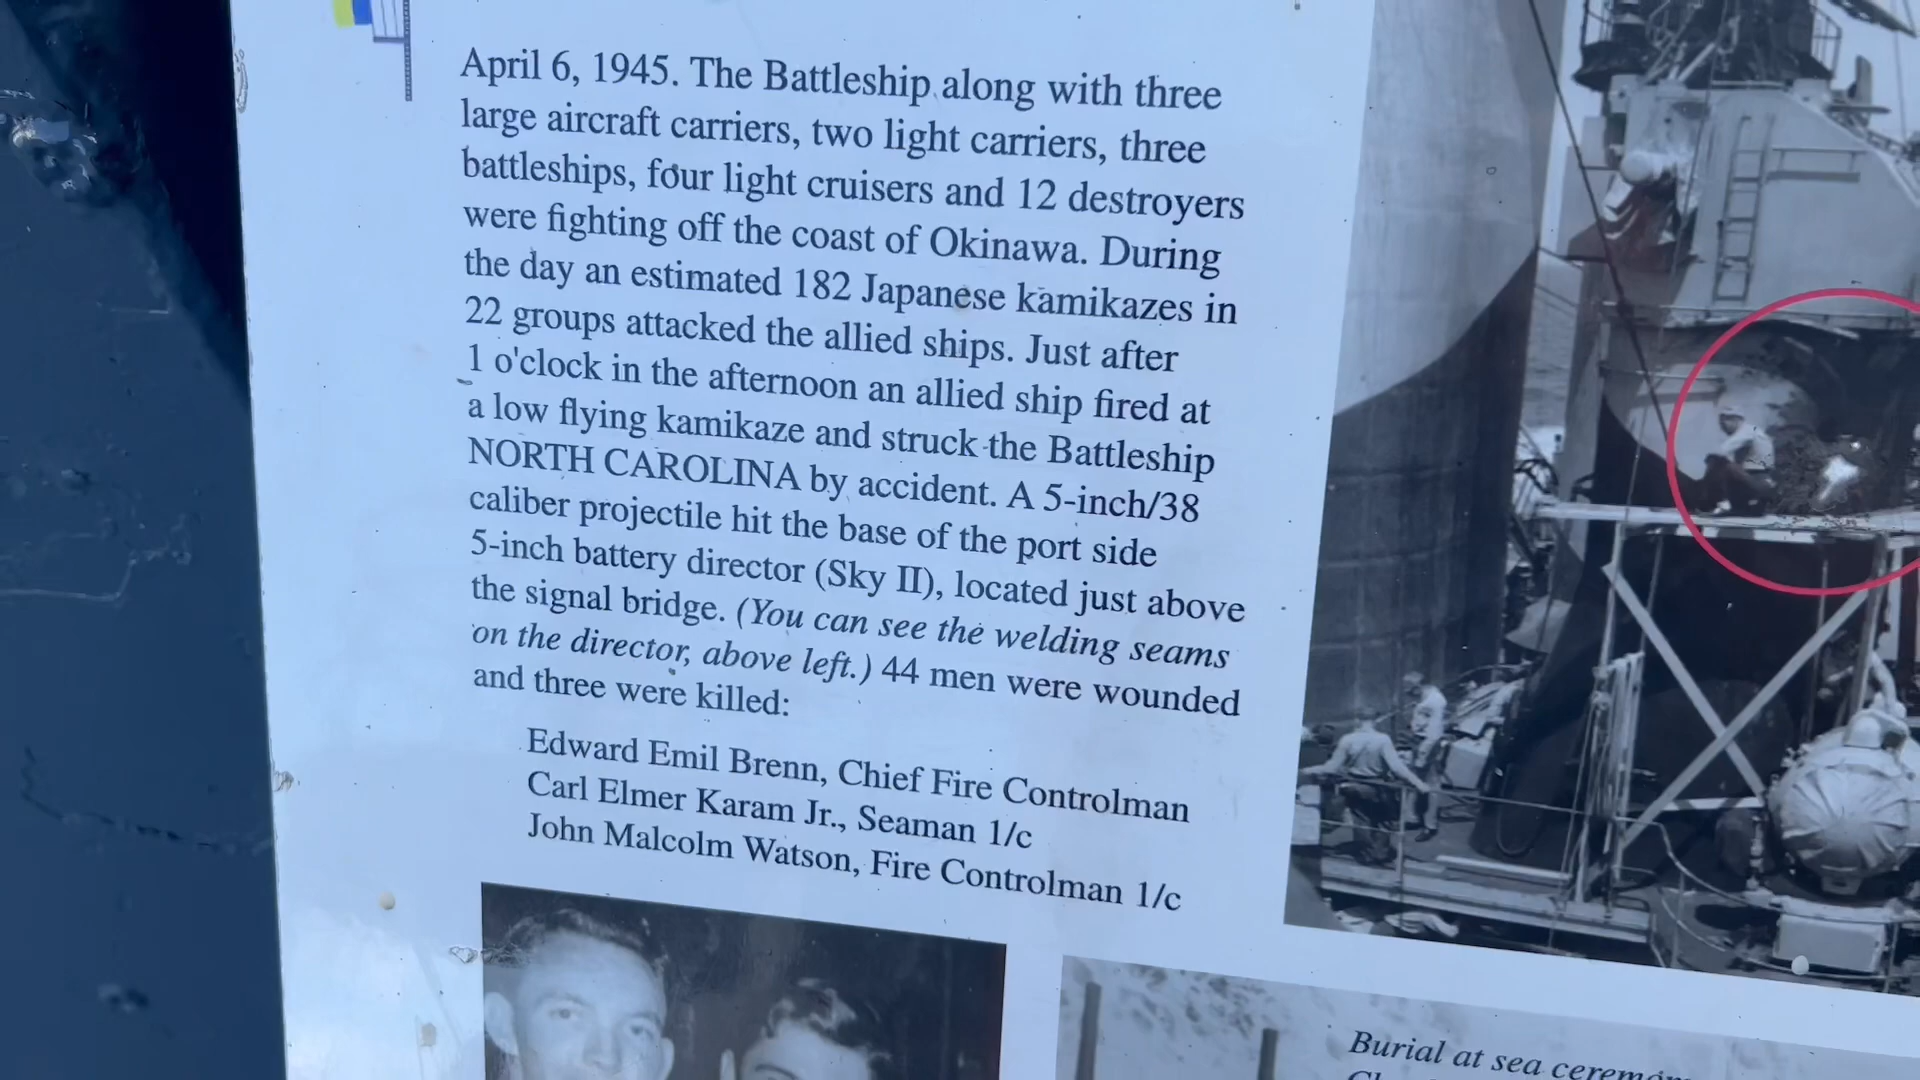 April 6, 1945. The Battleship along with three
large aircraft carriers, two light carriers, three
battleships, four light cruisers and 12 destroyers
were fighting off the coast of Okinawa. During
the day an estimated 182 Japanese kamikazes in
22 groups attacked the allied ships. Just after
1 o'clock in the afternoon an allied ship fired at
a low flying kamikaze and struck the Battleship
NORTH CAROLINA by accident. A 5-inch/38
caliber projectile hit the base of the port side
5-inch battery director (Sky II), located just above
the signal bridge. (You can see the welding seams
on the director, above left.) 44 men were wounded
and three were killed:
Edward Emil Brenn, Chief Fire Controlman
Carl Elmer Karam Jr., Seaman 1/c
John Malcolm Watson, Fire Controlman 1/c
Burial at sea